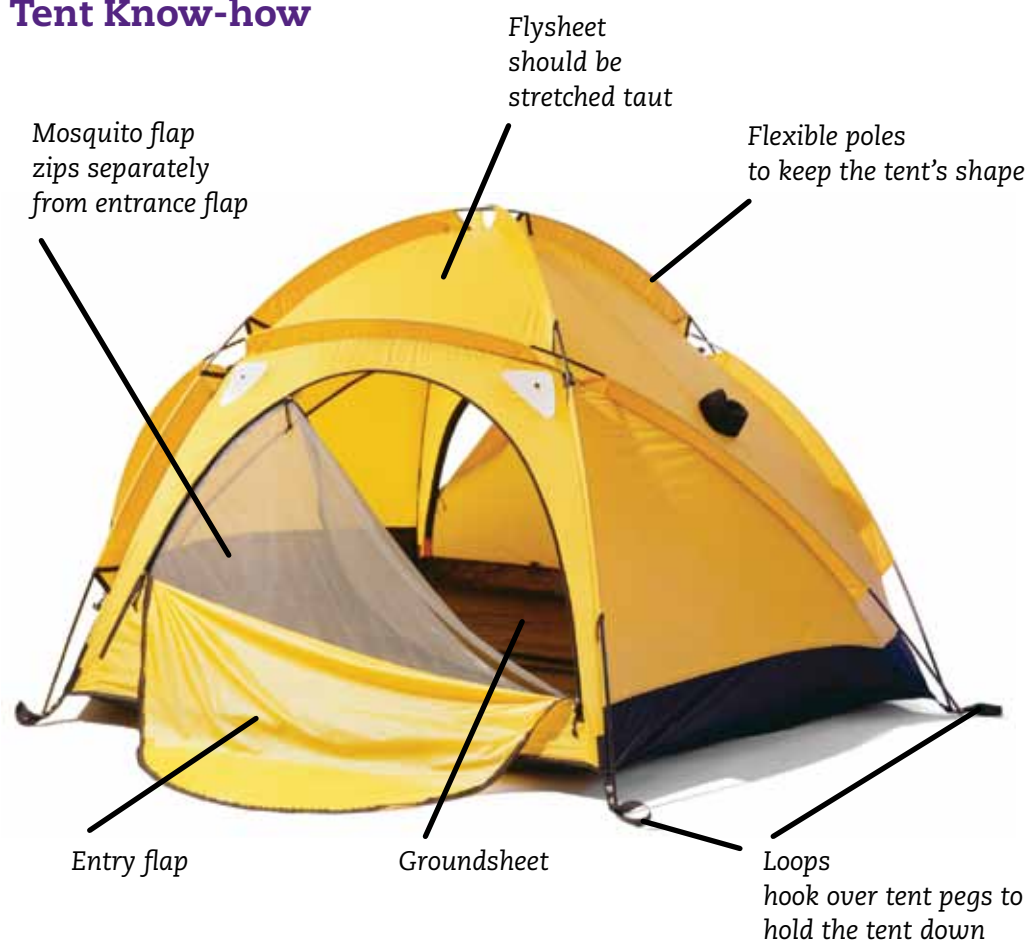 Tent Know-how
Flysheet
should be
stretched taut
Mosquito flap
zips separately
from entrance flap
Flexible poles
to keep the tent's shape
Entry flap
Groundsheet
Loops
hook over tent pegs to
hold the tent down